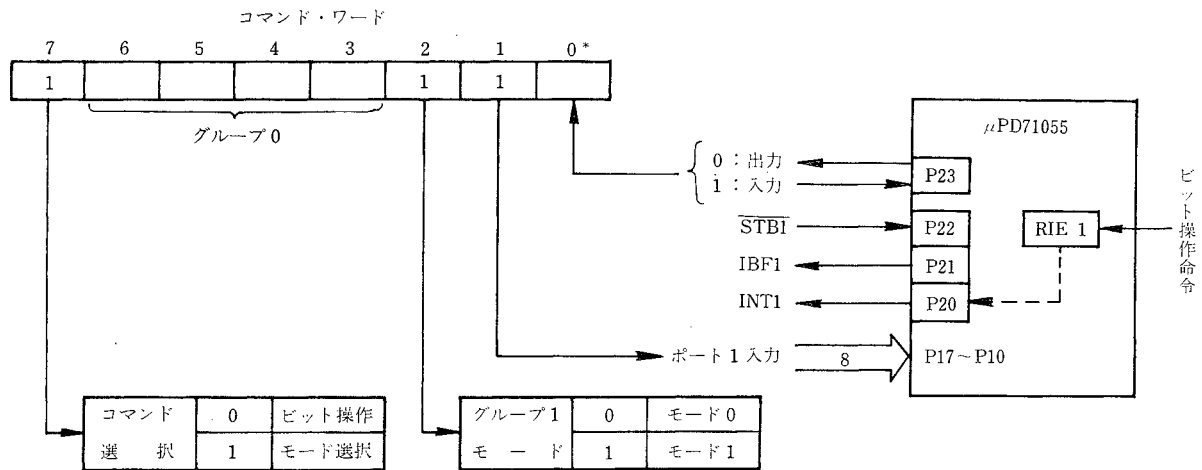 コマンド・ワード
7 6 5 4 3 2 1 0*
1 1 1
グループ0
μPD71055
0:出力
1:入力
P23
STB1
P22
RIE 1
ビット操作命令
IBF1
P21
INT1
P20
ポート1入力
8
P17~P10
コマンド選択
0 ビット操作
1 モード選択
グループ1モード
0 モード0
1 モード1